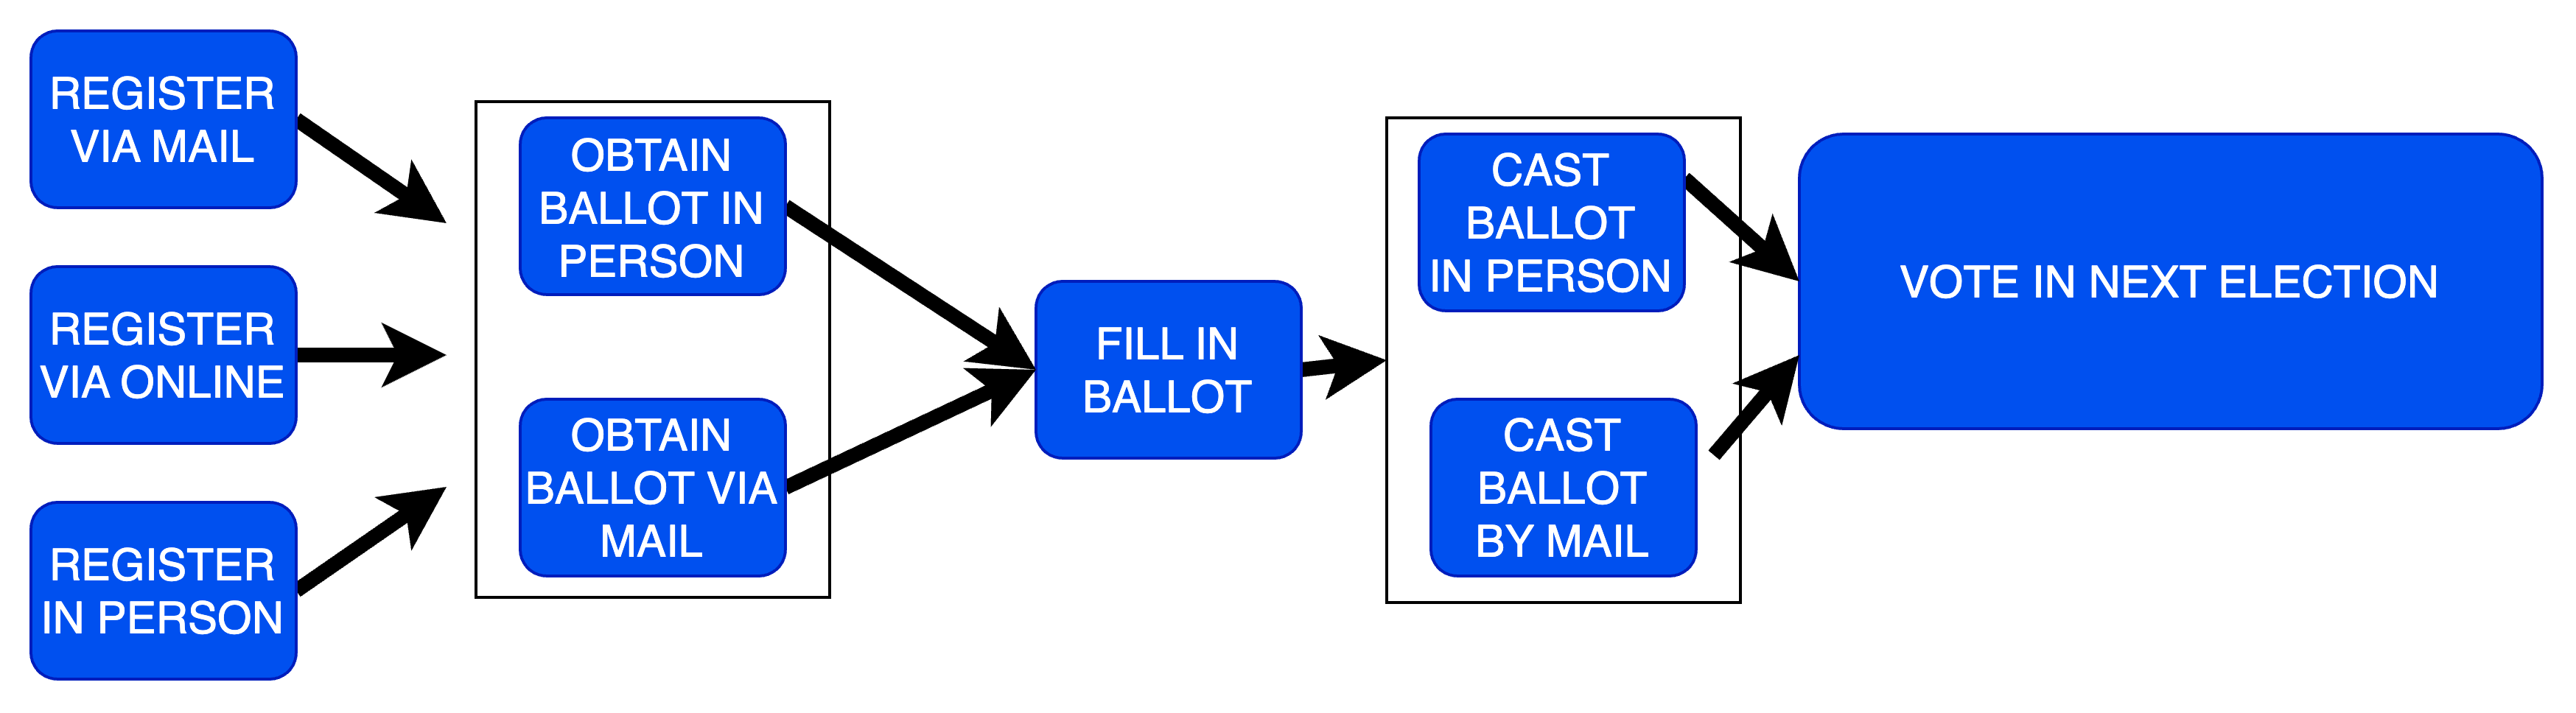 REGISTER
VIA MAIL
REGISTER
VIA ONLINE
REGISTER
IN PERSON
OBTAIN
BALLOT IN
PERSON
OBTAIN
BALLOT VIA
MAIL
FILL IN
BALLOT
CAST
BALLOT
IN PERSON
CAST
BALLOT
BY MAIL
VOTE IN NEXT ELECTION